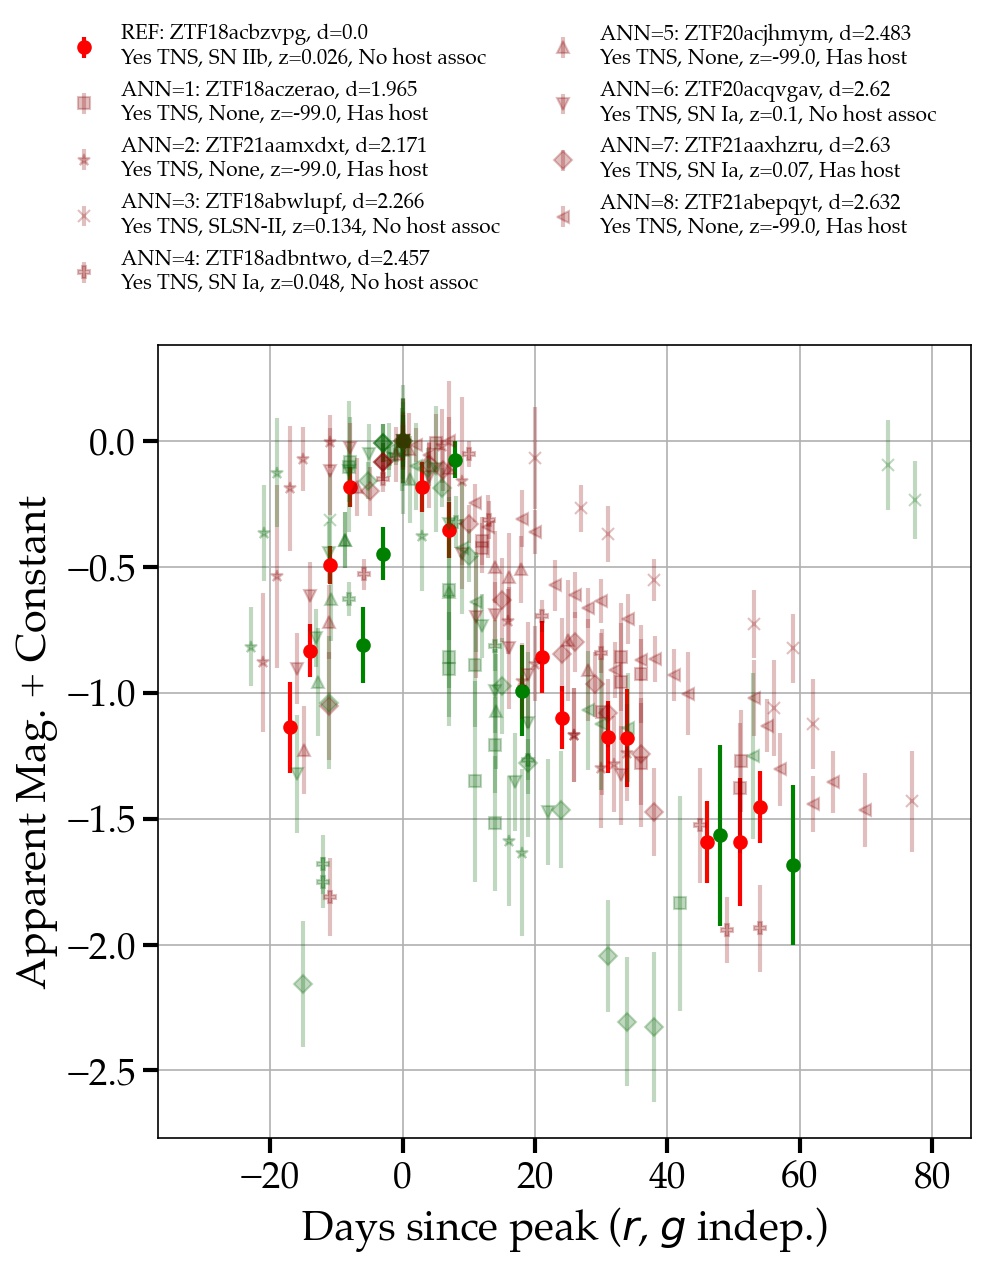 REF: ZTF18acbzvpg, d=0.0
Yes TNS, SN IIb, z=0.026, No host assoc
ANN=1: ZTF18aczerao, d=1.965
Yes TNS, None, z=-99.0, Has host
ANN=2: ZTF21aamxdxt, d=2.171
Yes TNS, None, z=-99.0, Has host
ANN=3: ZTF18abwlupf, d=2.266
Yes TNS, SLSN-II, z=0.134, No host assoc
ANN=4: ZTF18adbntwo, d=2.457
Yes TNS, SN Ia, z=0.048, No host assoc
ANN=5: ZTF20acjhmym, d=2.483
Yes TNS, None, z=-99.0, Has host
ANN=6: ZTF20acqvgav, d=2.62
Yes TNS, SN Ia, z=0.1, No host assoc
ANN=7: ZTF21aaxhzru, d=2.63
Yes TNS, SN Ia, z=0.07, Has host
ANN=8: ZTF21abepqyt, d=2.632
Yes TNS, None, z=-99.0, Has host
Apparent Mag. + Constant
0.0
−0.5
−1.0
−1.5
−2.0
−2.5
−20 0 20 40 60 80
Days since peak (r, g indep.)